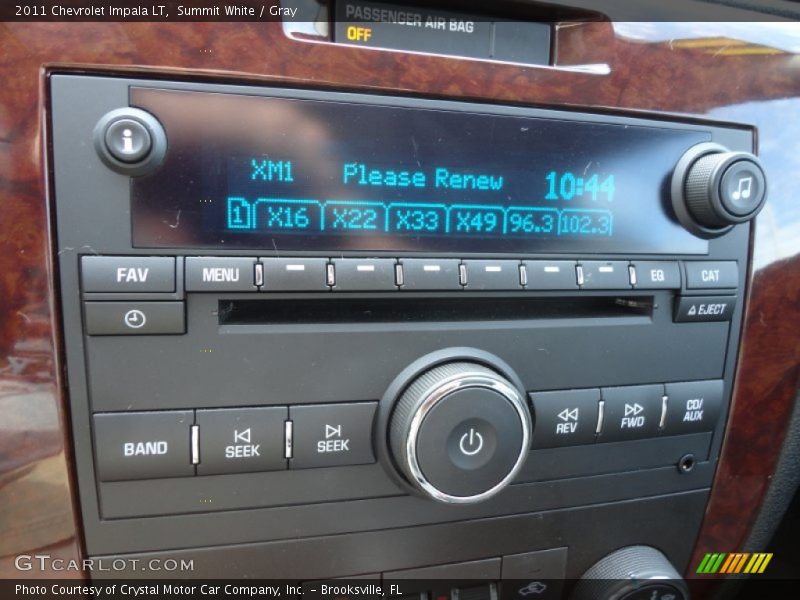 2011 Chevrolet Impala LT, Summit White / Gray
PASSENGER AIR BAG
OFF
i
XM1 Please Renew 10:44
1 X16 X22 X33 X49 96.3 102.3
FAV MENU EQ CAT
EJECT
BAND SEEK SEEK REV FWD CD/
AUX
GTCARLOT.COM
Photo Courtesy of Crystal Motor Car Company, Inc. – Brooksville, FL